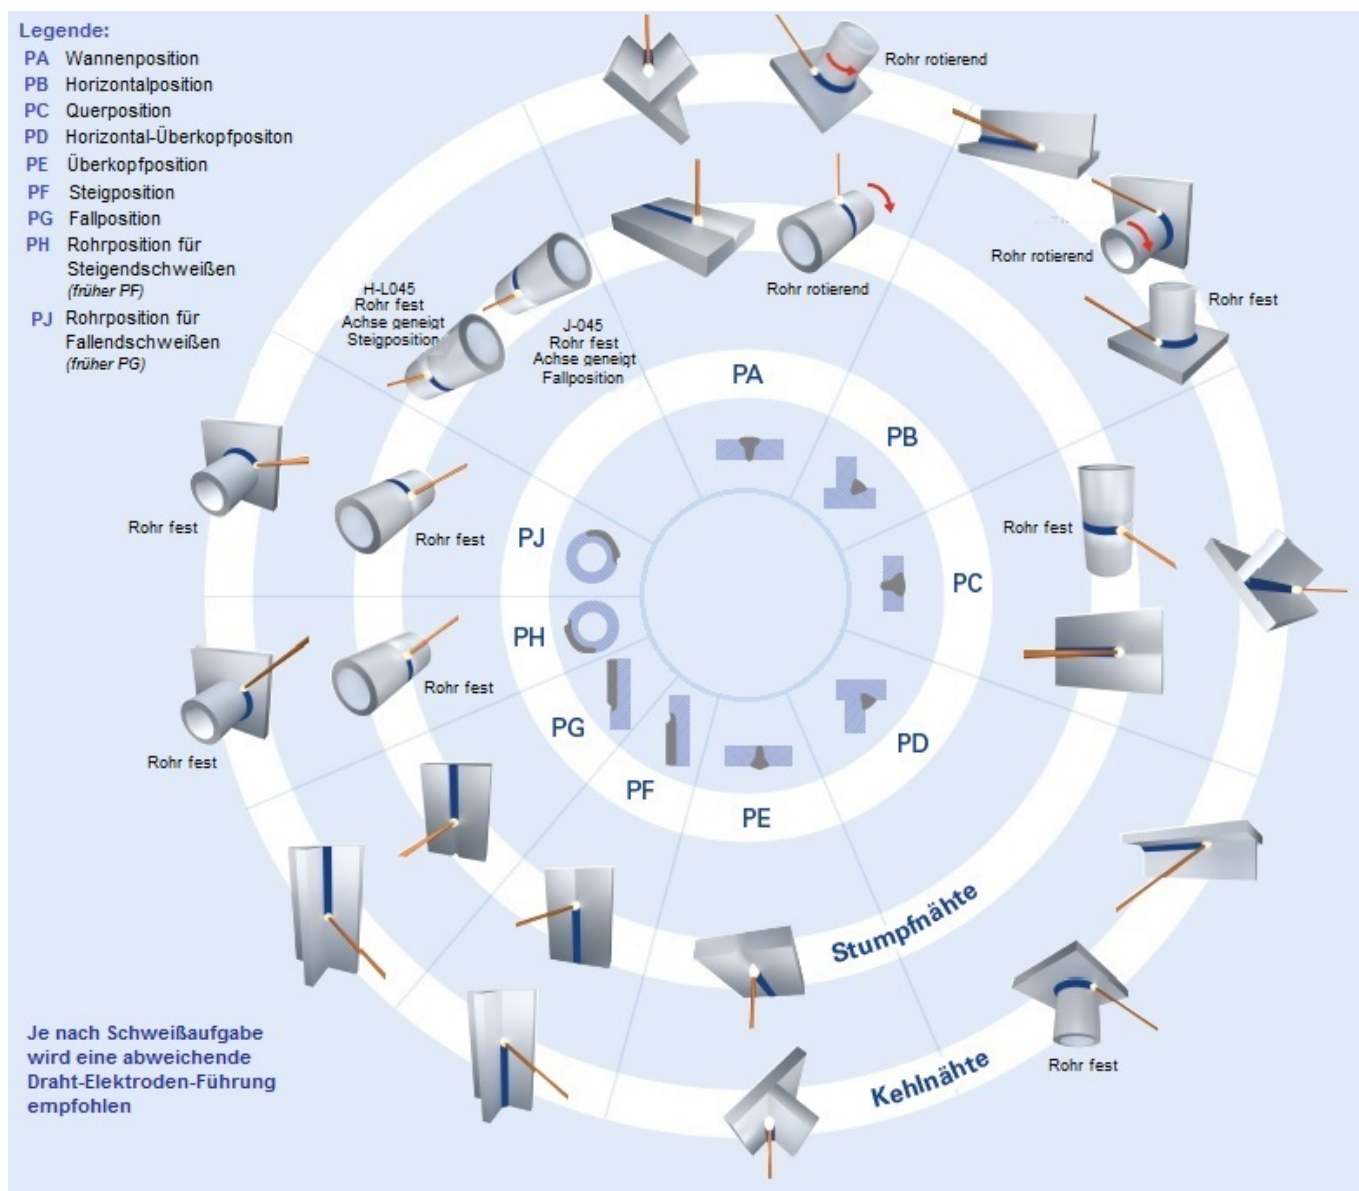 Legende:
PA Wannenposition
PB Horizontalposition
PC Querposition
PD Horizontal-Überkopfpositon
PE Überkopfposition
PF Steigposition
PG Fallposition
PH Rohrposition für
Steigendschweißen
(früher PF)
PJ Rohrposition für
Fallendschweißen
(früher PG)
Rohr rotierend
Rohr rotierend
Rohr rotierend
Rohr fest
H-L045
Rohr fest
Achse geneigt
Steigposition
J-045
Rohr fest
Achse geneigt
Fallposition
PA
PB
PC
PD
PE
PF
PG
PH
PJ
Rohr fest
Rohr fest
Rohr fest
Rohr fest
Rohr fest
Rohr fest
Stumpfnähte
Kehlnähte
Je nach Schweißaufgabe
wird eine abweichende
Draht-Elektroden-Führung
empfohlen